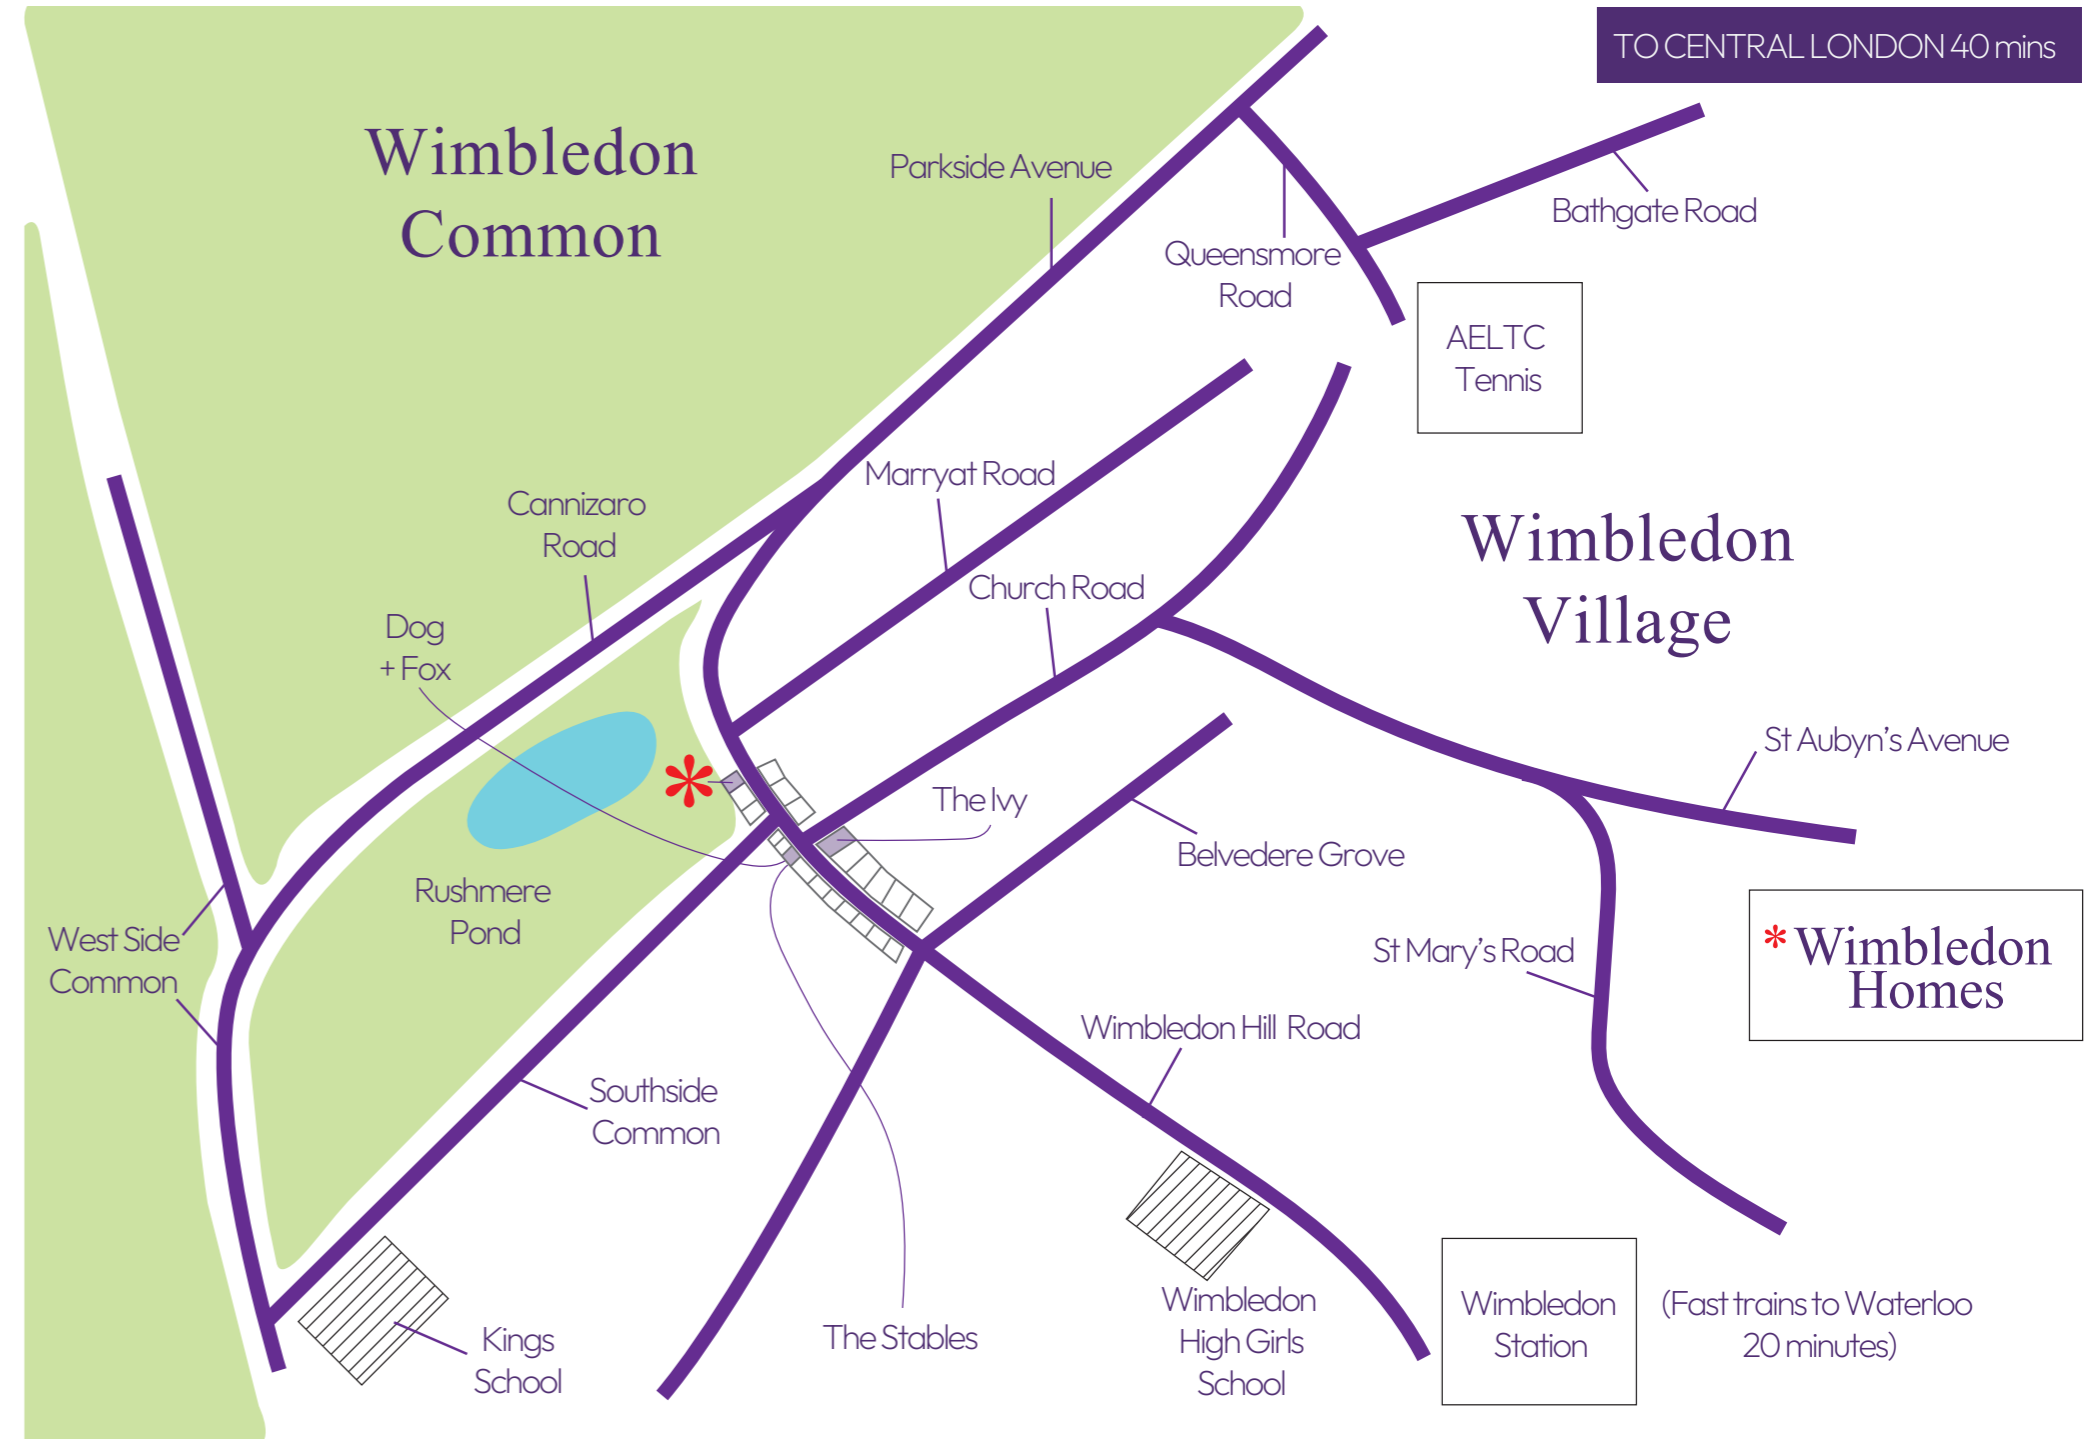 TO CENTRAL LONDON 40 mins
Wimbledon
Common
Parkside Avenue
Bathgate Road
Queensmore
Road
AELTC
Tennis
Marryat Road
Cannizaro
Road
Wimbledon
Village
Church Road
Dog
+ Fox
St Aubyn's Avenue
The Ivy
Belvedere Grove
Rushmere
Pond
West Side
Common
St Mary's Road
* Wimbledon
Homes
Wimbledon Hill Road
Southside
Common
Kings
School
The Stables
Wimbledon
High Girls
School
Wimbledon
Station
(Fast trains to Waterloo
20 minutes)